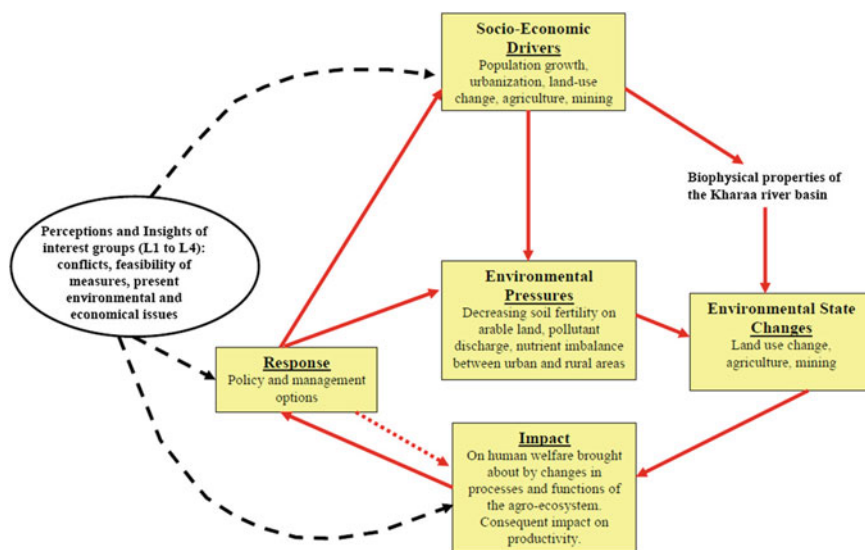 Socio-Economic
Drivers
Population growth,
urbanization, land-use
change, agriculture, mining
Biophysical properties of
the Kharaa river basin
Perceptions and Insights of
interest groups (L1 to L4):
conflicts, feasibility of
measures, present
environmental and
economical issues
Environmental
Pressures
Decreasing soil fertility on
arable land, pollutant
discharge, nutrient imbalance
between urban and rural areas
Environmental State
Changes
Land use change,
agriculture, mining
Response
Policy and management
options
Impact
On human welfare brought
about by changes in
processes and functions of
the agro-ecosystem.
Consequent impact on
productivity.